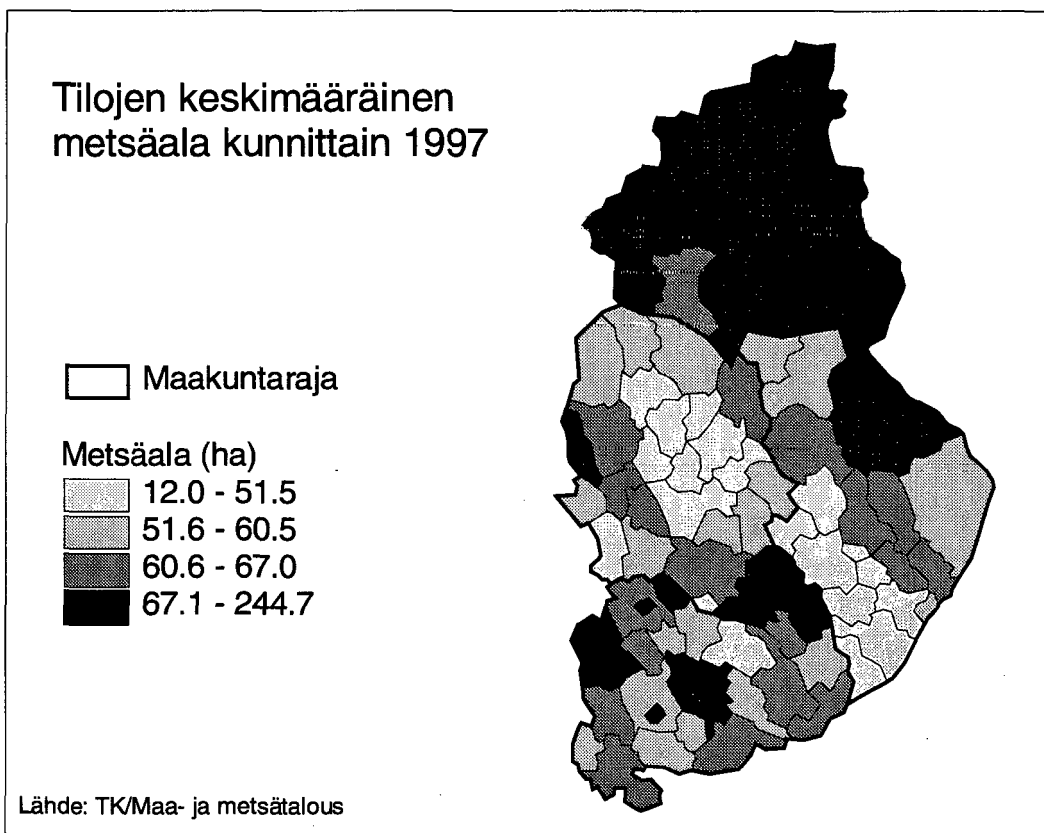 Tilojen keskimääräinen
metsäala kunnittain 1997
Maakuntaraja
Metsäala (ha)
12.0 - 51.5
51.6 - 60.5
60.6 - 67.0
67.1 - 244.7
Lähde: TK/Maa- ja metsätalous